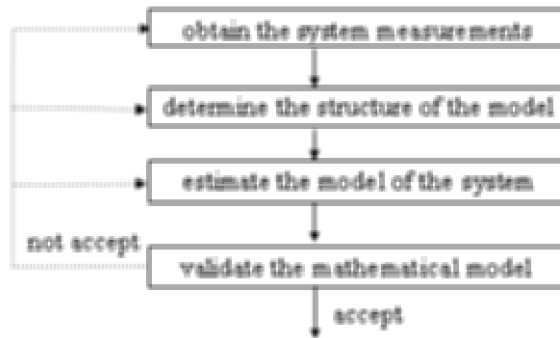 obtain the system measurements
determine the structure of the model
estimate the model of the system
not accept
validate the mathematical model
accept